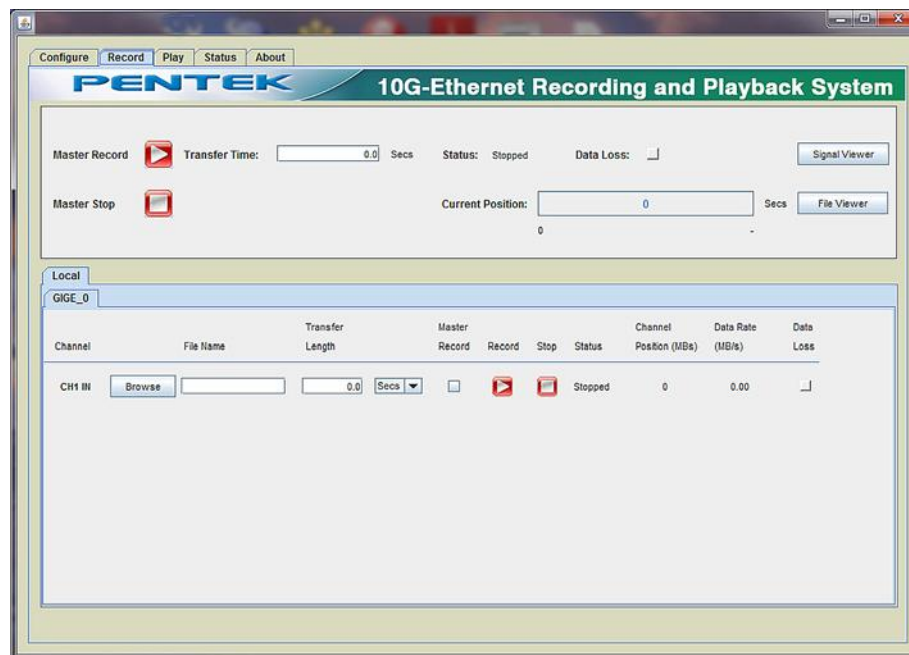 Configure Record Play Status About
PENTEK 10G-Ethernet Recording and Playback System
Master Record Transfer Time: 0.0 Secs Status: Stopped Data Loss: Signal Viewer
Master Stop Current Position: 0 Secs File Viewer
0 -
Local
GIGE_0
Transfer Master Channel Data Rate Data
Channel File Name Length Record Record Stop Status Position (MBs) (MB/s) Loss
CH1 IN Browse 0.0 Secs Stopped 0 0.00